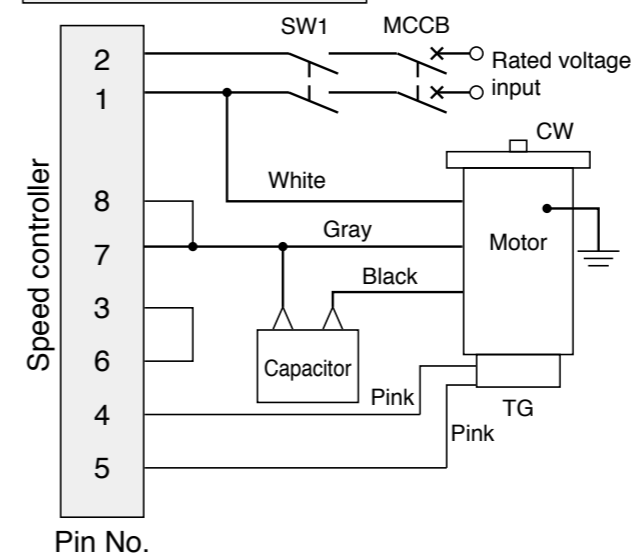 SW1
MCCB
2
Rated voltage
input
1
CW
White
8
Gray
7
Motor
Black
3
Speed controller
Capacitor
6
Pink
TG
4
Pink
5
Pin No.